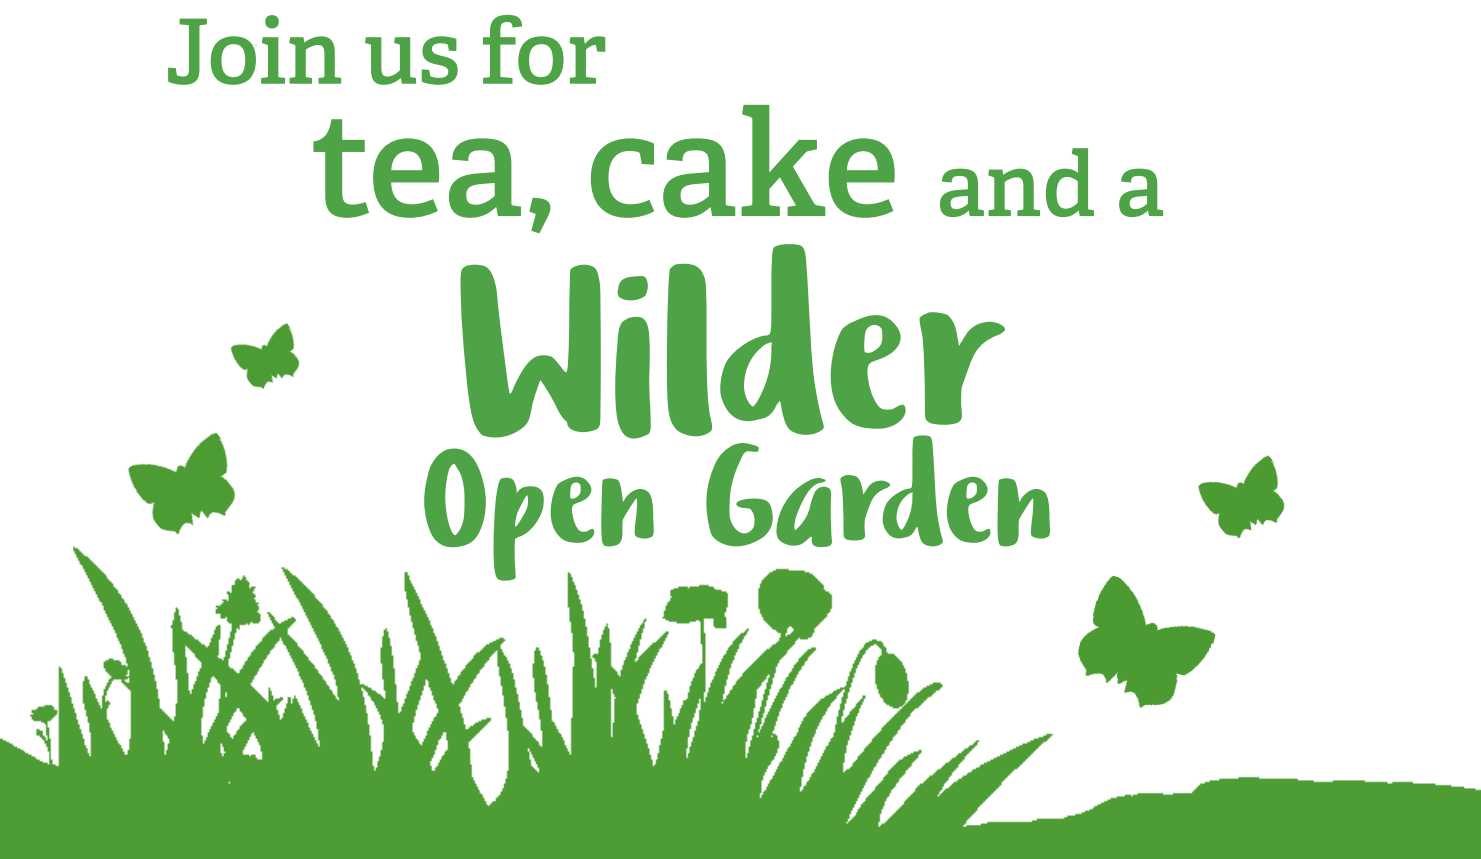 Join us for
tea, cake and a
Wilder
Open Garden